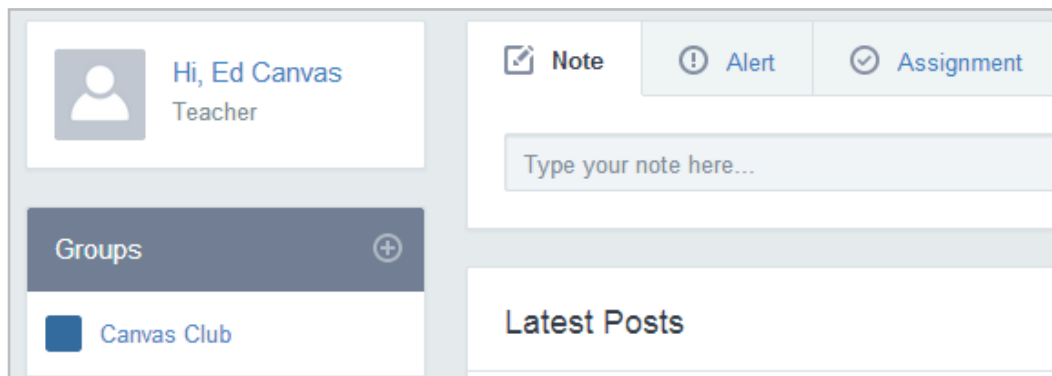 Hi, Ed Canvas
Teacher
Groups
Canvas Club
Note
Alert
Assignment
Type your note here...
Latest Posts